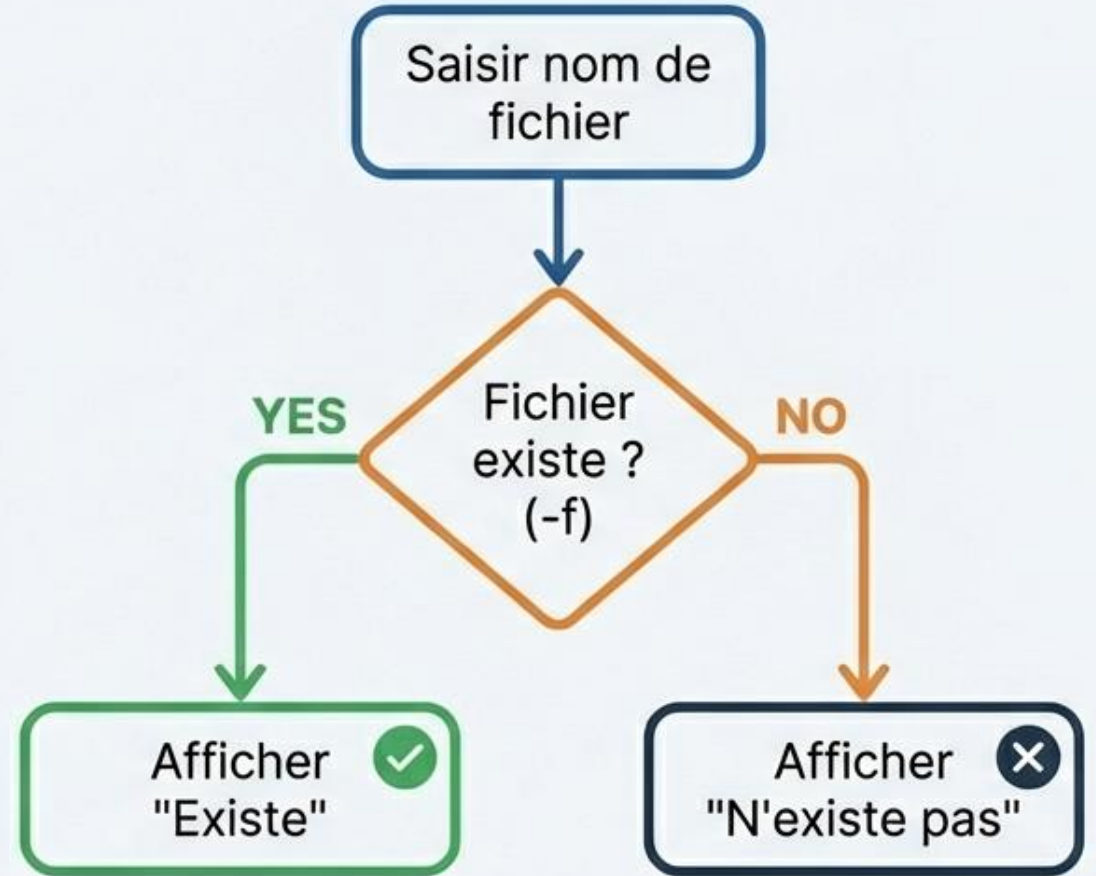 Saisir nom de
fichier
Fichier
existe ?
(-f)
YES
NO
Afficher
"Existe"
Afficher
"N'existe pas"